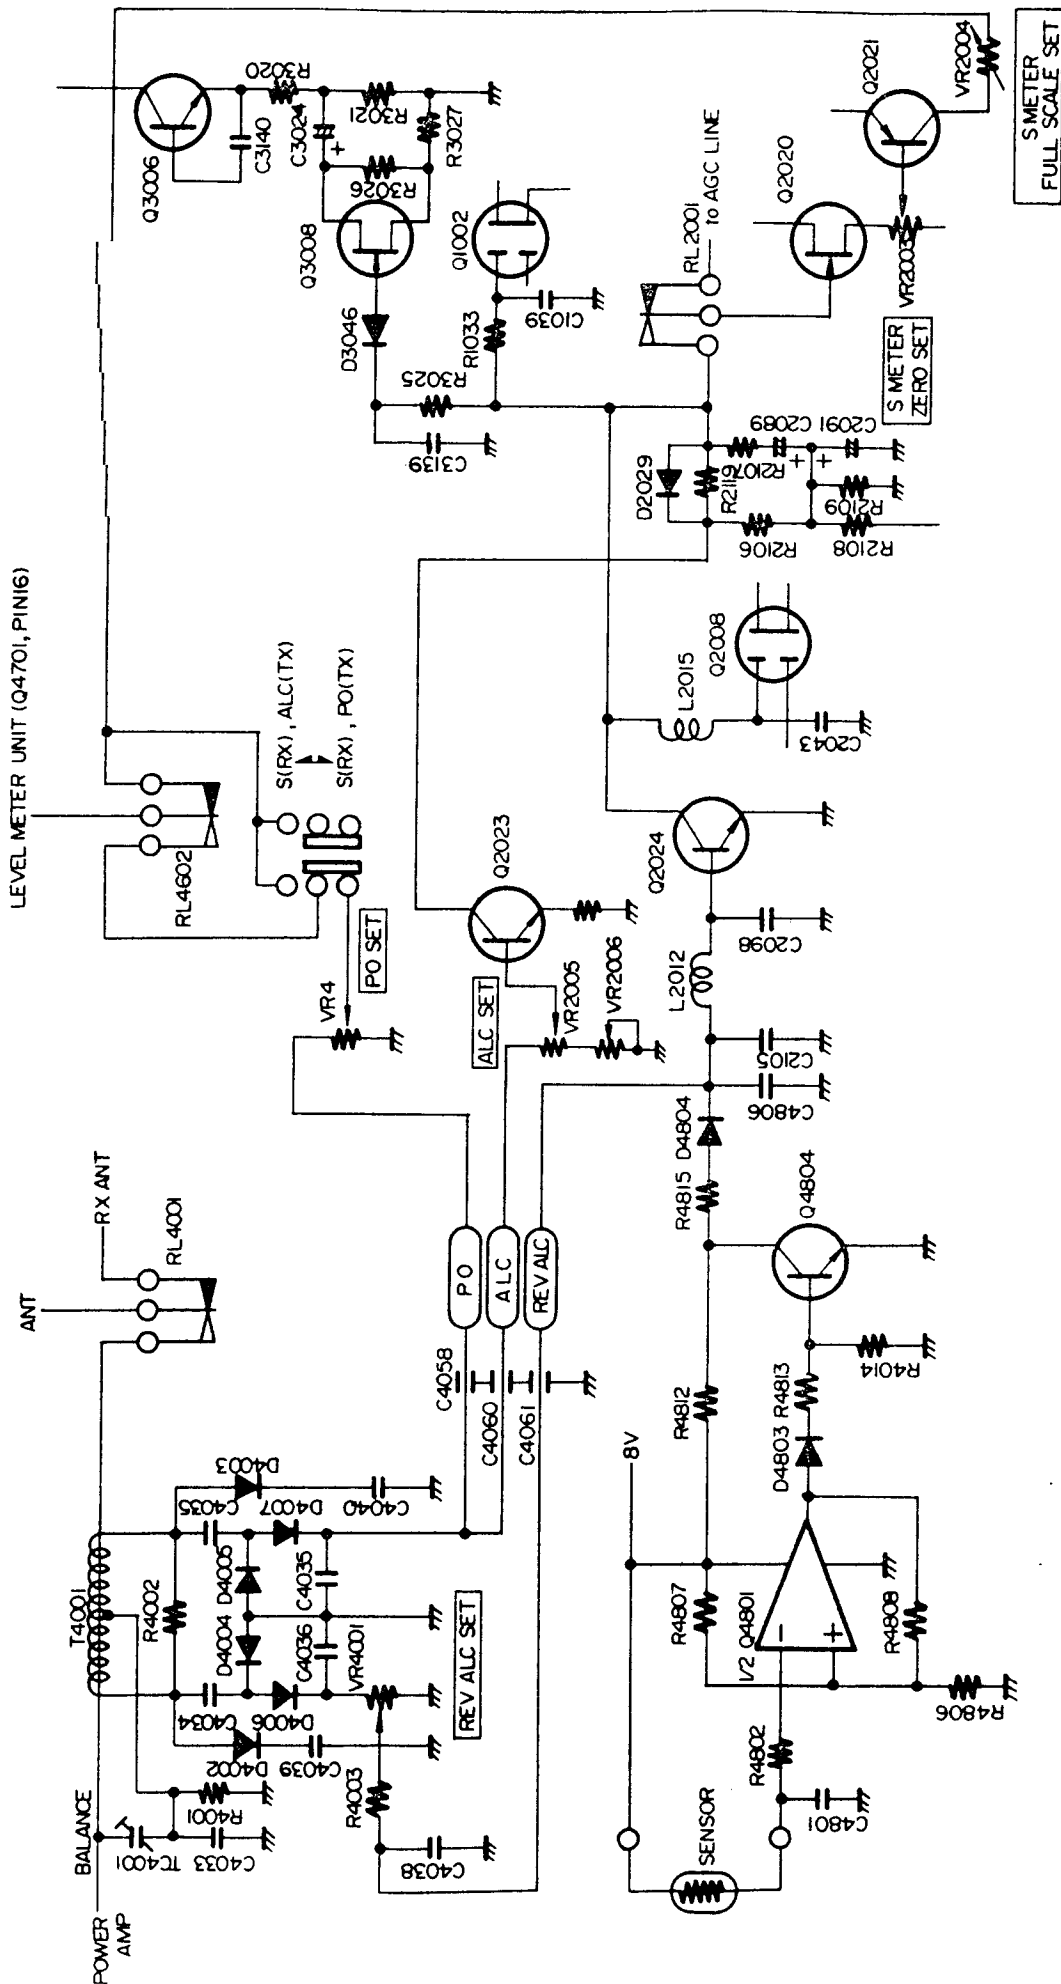 LEVEL METER UNIT (Q4701, PIN16)
POWER
AMP
BALANCE
TC4001
C4033
R4001
T4001
R4002
C4034
C4035
D4003
D4002
C4039
D4004
D4005
D4006
D4007
C4036
C4035
C4040
VR4001
REV ALC SET
R4003
C4038
ANT
RX ANT
RL4001
C4058
C4060
C4061
PO
ALC
REV ALC
VR4
PO SET
RL4602
S(RX), ALC(TX)
S(RX), PO(TX)
ALC SET
VR2005
VR2006
Q2023
Q3006
C3140
R3020
C3024
+
R3021
R3026
R3027
Q3008
D3046
R3025
C3139
Q1002
R1033
C1039
RL2001
to AGC LINE
D2029
R2119
R2107
C2089
+
+
C2091
R2106
R2109
R2108
Q2020
VR2003
S METER
ZERO SET
Q2021
VR2004
S METER
FULL SCALE SET
Q2008
L2015
C2043
Q2024
L2012
C2098
C2105
C4806
D4804
R4815
Q4804
R4812
R4014
R4813
D4803
8V
R4807
1/2 Q4801
-
+
R4808
R4806
R4802
C4801
SENSOR